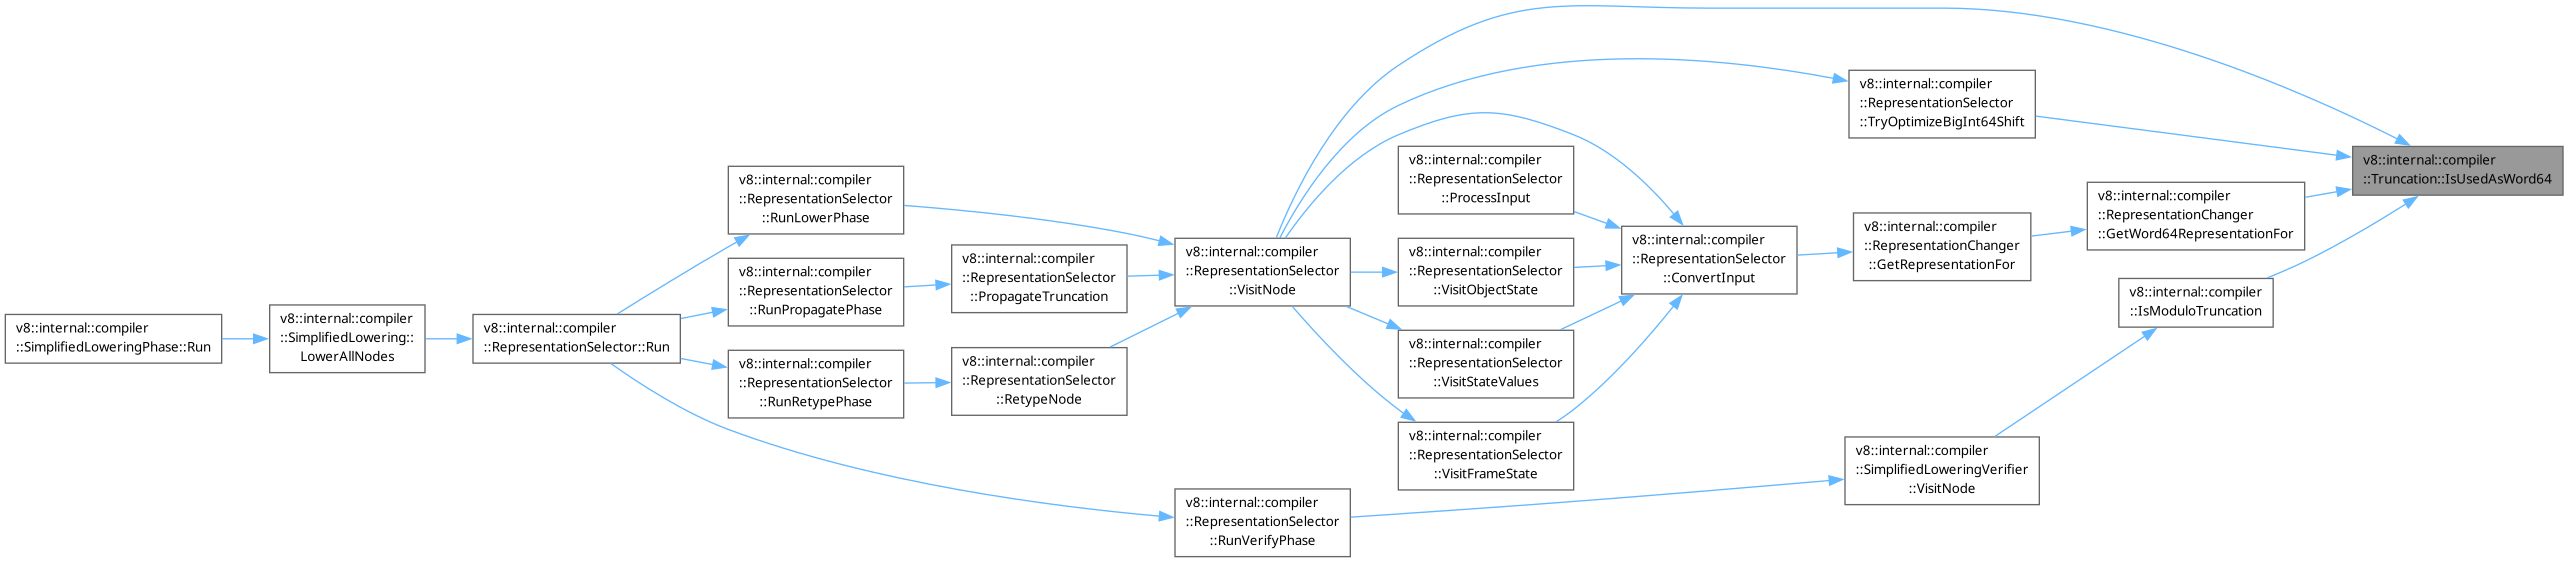 v8::internal::compiler
::SimplifiedLoweringPhase::Run
v8::internal::compiler
::SimplifiedLowering::
LowerAllNodes
v8::internal::compiler
::RepresentationSelector::Run
v8::internal::compiler
::RepresentationSelector
::RunLowerPhase
v8::internal::compiler
::RepresentationSelector
::RunPropagatePhase
v8::internal::compiler
::RepresentationSelector
::RunRetypePhase
v8::internal::compiler
::RepresentationSelector
::PropagateTruncation
v8::internal::compiler
::RepresentationSelector
::RetypeNode
v8::internal::compiler
::RepresentationSelector
::VisitNode
v8::internal::compiler
::RepresentationSelector
::RunVerifyPhase
v8::internal::compiler
::RepresentationSelector
::ProcessInput
v8::internal::compiler
::RepresentationSelector
::VisitObjectState
v8::internal::compiler
::RepresentationSelector
::VisitStateValues
v8::internal::compiler
::RepresentationSelector
::VisitFrameState
v8::internal::compiler
::RepresentationSelector
::ConvertInput
v8::internal::compiler
::RepresentationSelector
::TryOptimizeBigInt64Shift
v8::internal::compiler
::RepresentationChanger
::GetRepresentationFor
v8::internal::compiler
::SimplifiedLoweringVerifier
::VisitNode
v8::internal::compiler
::RepresentationChanger
::GetWord64RepresentationFor
v8::internal::compiler
::IsModuloTruncation
v8::internal::compiler
::Truncation::IsUsedAsWord64